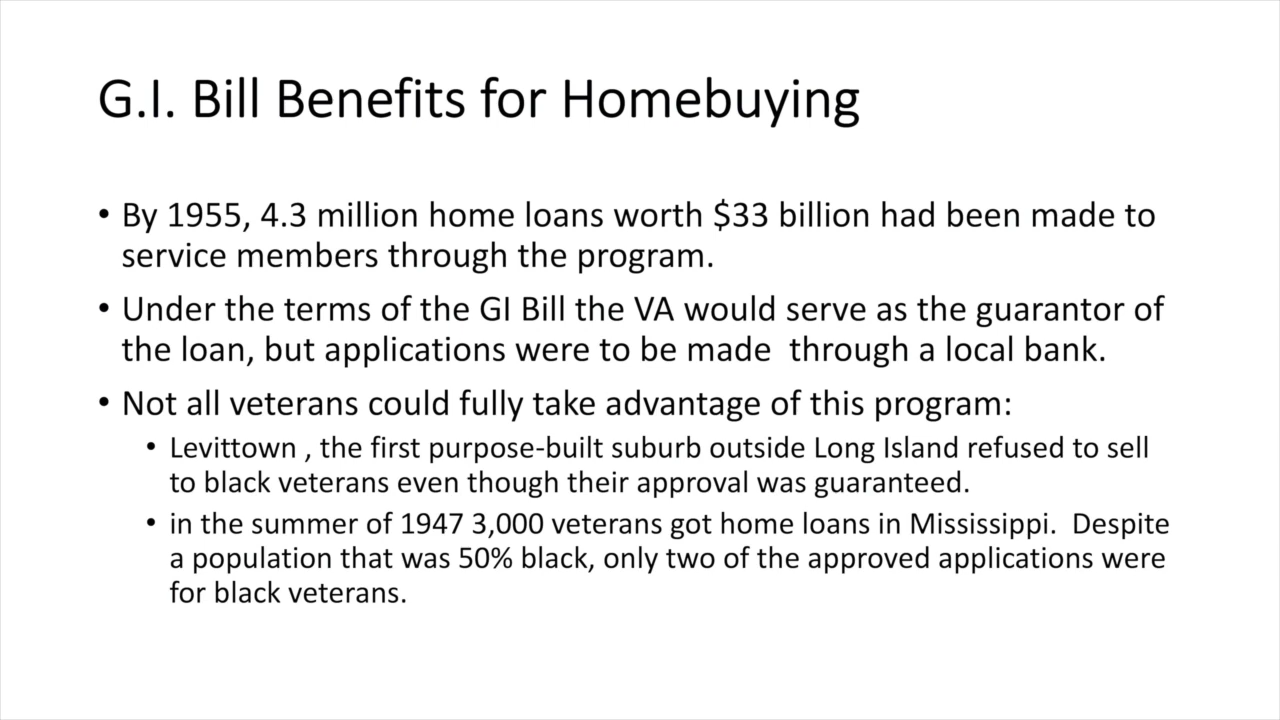 G.I. Bill Benefits for Homebuying
• By 1955, 4.3 million home loans worth $33 billion had been made to
service members through the program.
• Under the terms of the GI Bill the VA would serve as the guarantor of
the loan, but applications were to be made  through a local bank.
• Not all veterans could fully take advantage of this program:
• Levittown , the first purpose-built suburb outside Long Island refused to sell
to black veterans even though their approval was guaranteed.
• in the summer of 1947 3,000 veterans got home loans in Mississippi.  Despite
a population that was 50% black, only two of the approved applications were
for black veterans.